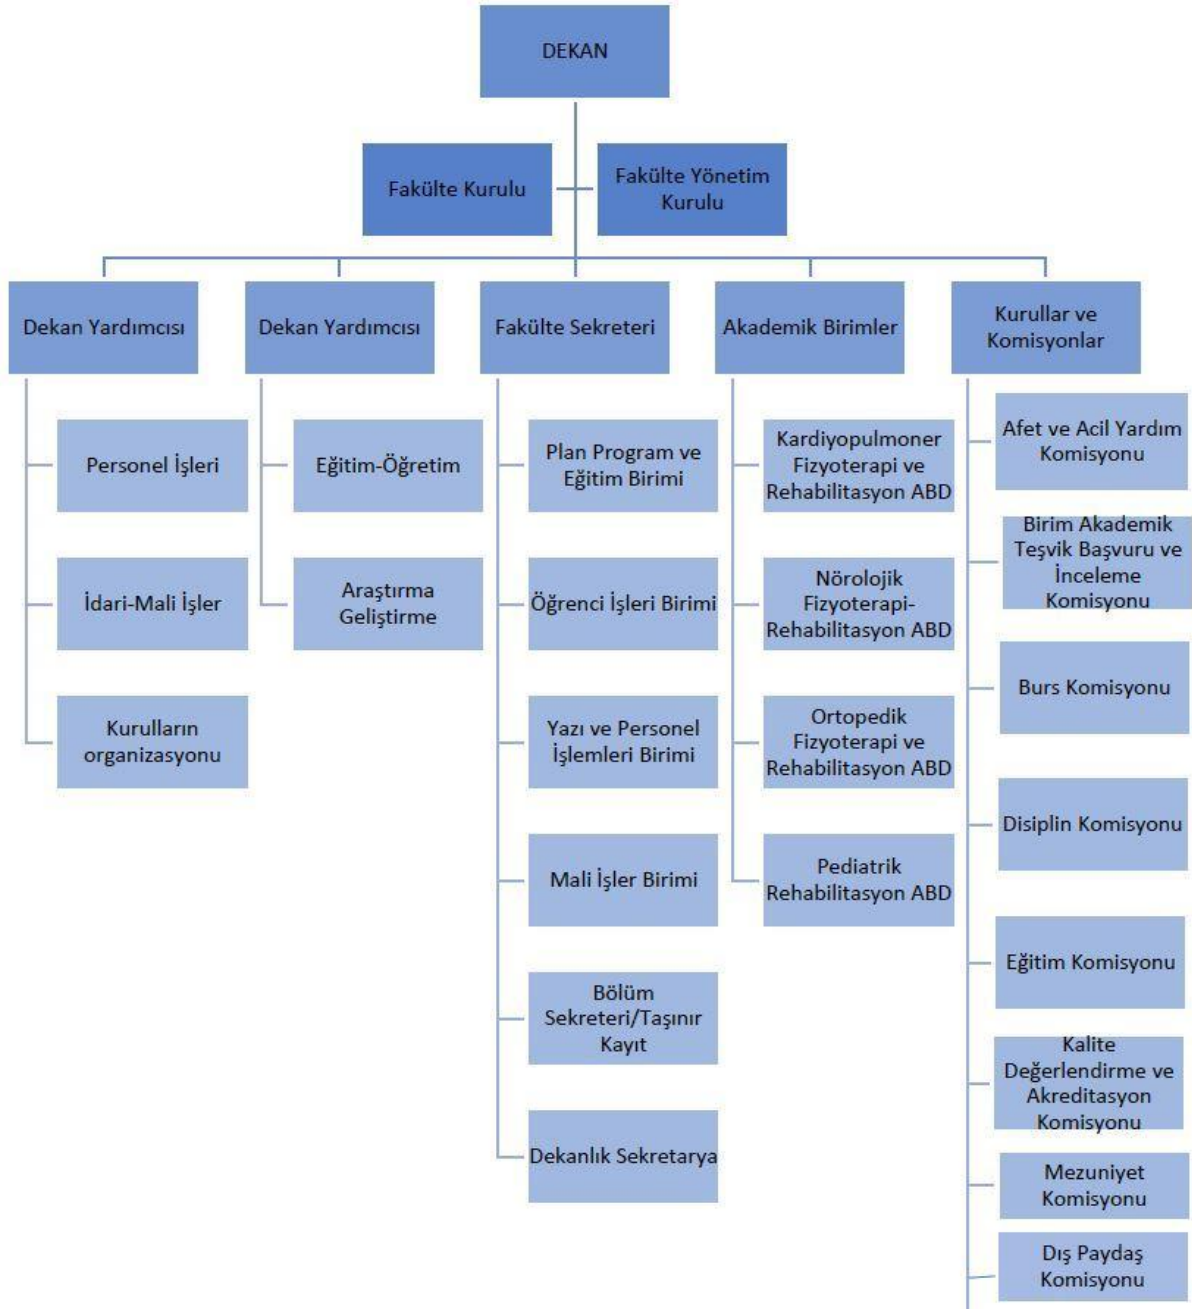 DEKAN
Fakülte Kurulu
Fakülte Yönetim
Kurulu
Dekan Yardımcısı
Personel İşleri
İdari-Mali İşler
Kurulların
organizasyonu
Dekan Yardımcısı
Eğitim-Öğretim
Araştırma
Geliştirme
Fakülte Sekreteri
Plan Program ve
Eğitim Birimi
Öğrenci İşleri Birimi
Yazı ve Personel
İşlemleri Birimi
Mali İşler Birimi
Bölüm
Sekreteri/Taşınır
Kayıt
Dekanlık Sekretarya
Akademik Birimler
Kardiyopulmoner
Fizyoterapi ve
Rehabilitasyon ABD
Nörolojik
Fizyoterapi-
Rehabilitasyon ABD
Ortopedik
Fizyoterapi ve
Rehabilitasyon ABD
Pediatrik
Rehabilitasyon ABD
Kurullar ve
Komisyonlar
Afet ve Acil Yardım
Komisyonu
Birim Akademik
Teşvik Başvuru ve
İnceleme
Komisyonu
Burs Komisyonu
Disiplin Komisyonu
Eğitim Komisyonu
Kalite
Değerlendirme ve
Akreditasyon
Komisyonu
Mezuniyet
Komisyonu
Dış Paydaş
Komisyonu